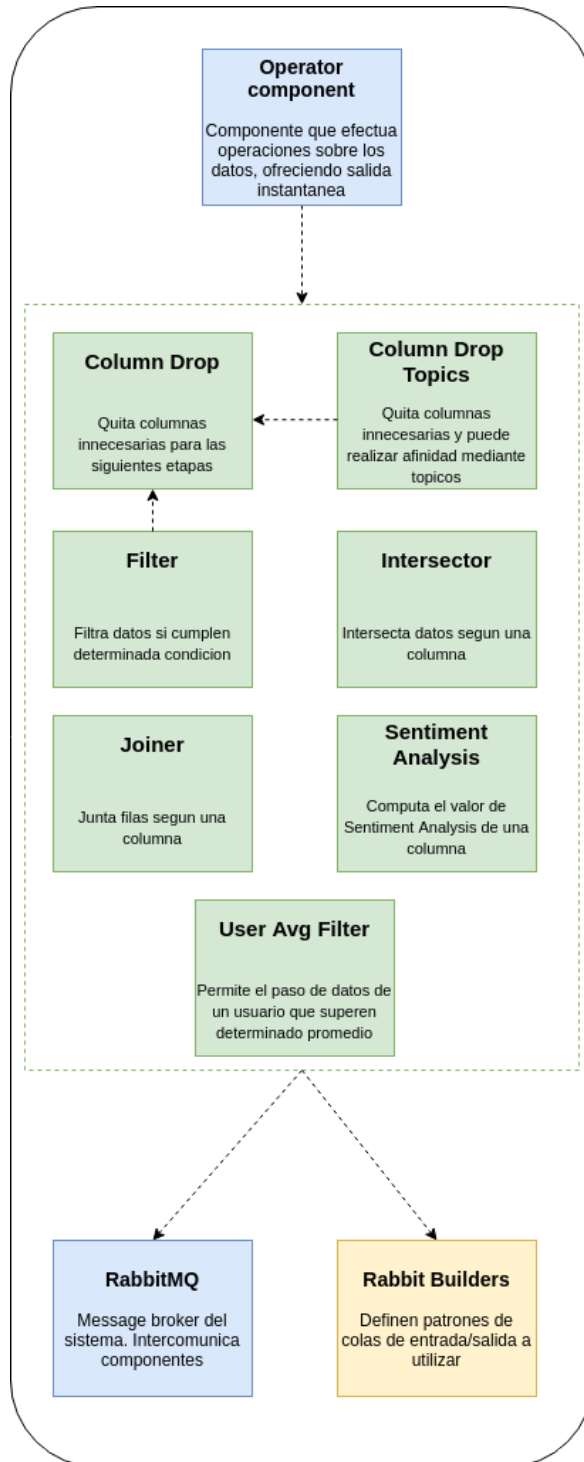 Operator
component
Componente que efectua
operaciones sobre los
datos, ofreciendo salida
instantanea
Column Drop
Quita columnas
innecesarias para las
siguientes etapas
Column Drop
Topics
Quita columnas
innecesarias y puede
realizar afinidad mediante
topicos
Filter
Filtra datos si cumplen
determinada condicion
Intersector
Intersecta datos segun una
columna
Joiner
Junta filas segun una
columna
Sentiment
Analysis
Computa el valor de
Sentiment Analysis de una
columna
User Avg Filter
Permite el paso de datos de
un usuario que superen
determinado promedio
RabbitMQ
Message broker del
sistema. Intercomunica
componentes
Rabbit Builders
Definen patrones de
colas de entrada/salida a
utilizar